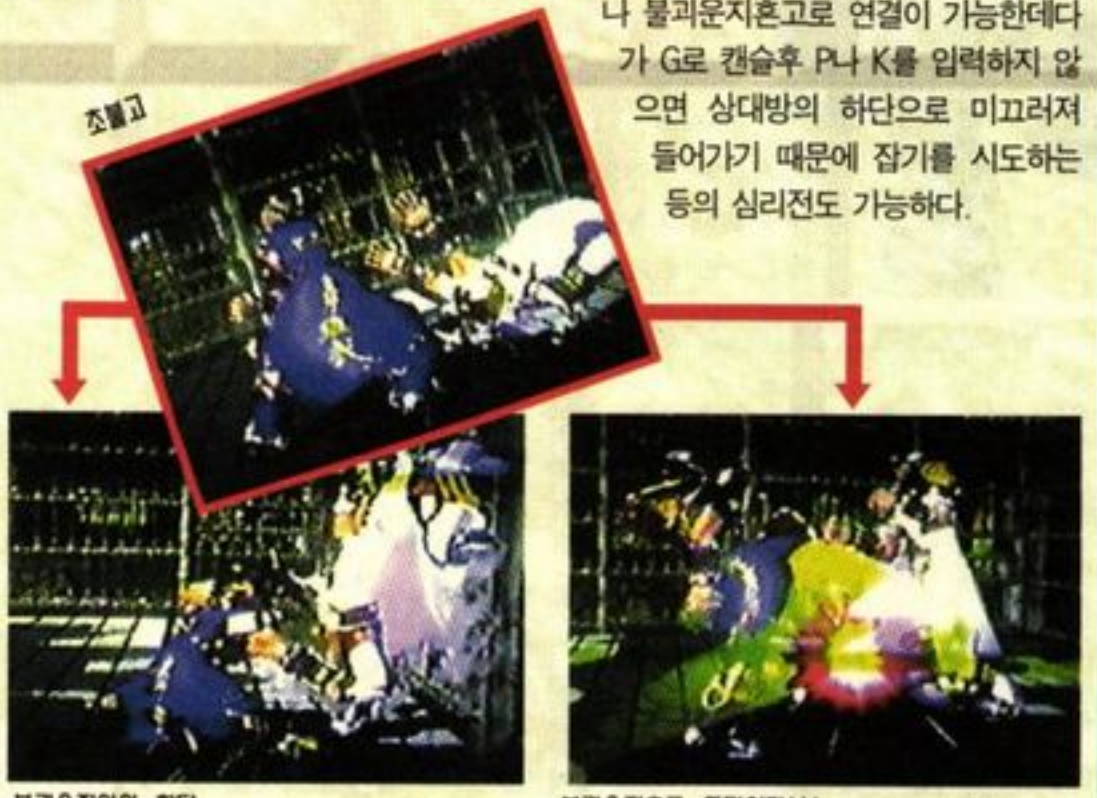 나 불괴운지혼고로 연결이 가능한데다
가 G로 캔슬후 P나 K를 입력하지 않
으면 상대방의 하단으로 미끄러져
들어가기 때문에 잡기를 시도하는
등의 심리전도 가능하다.
초불고